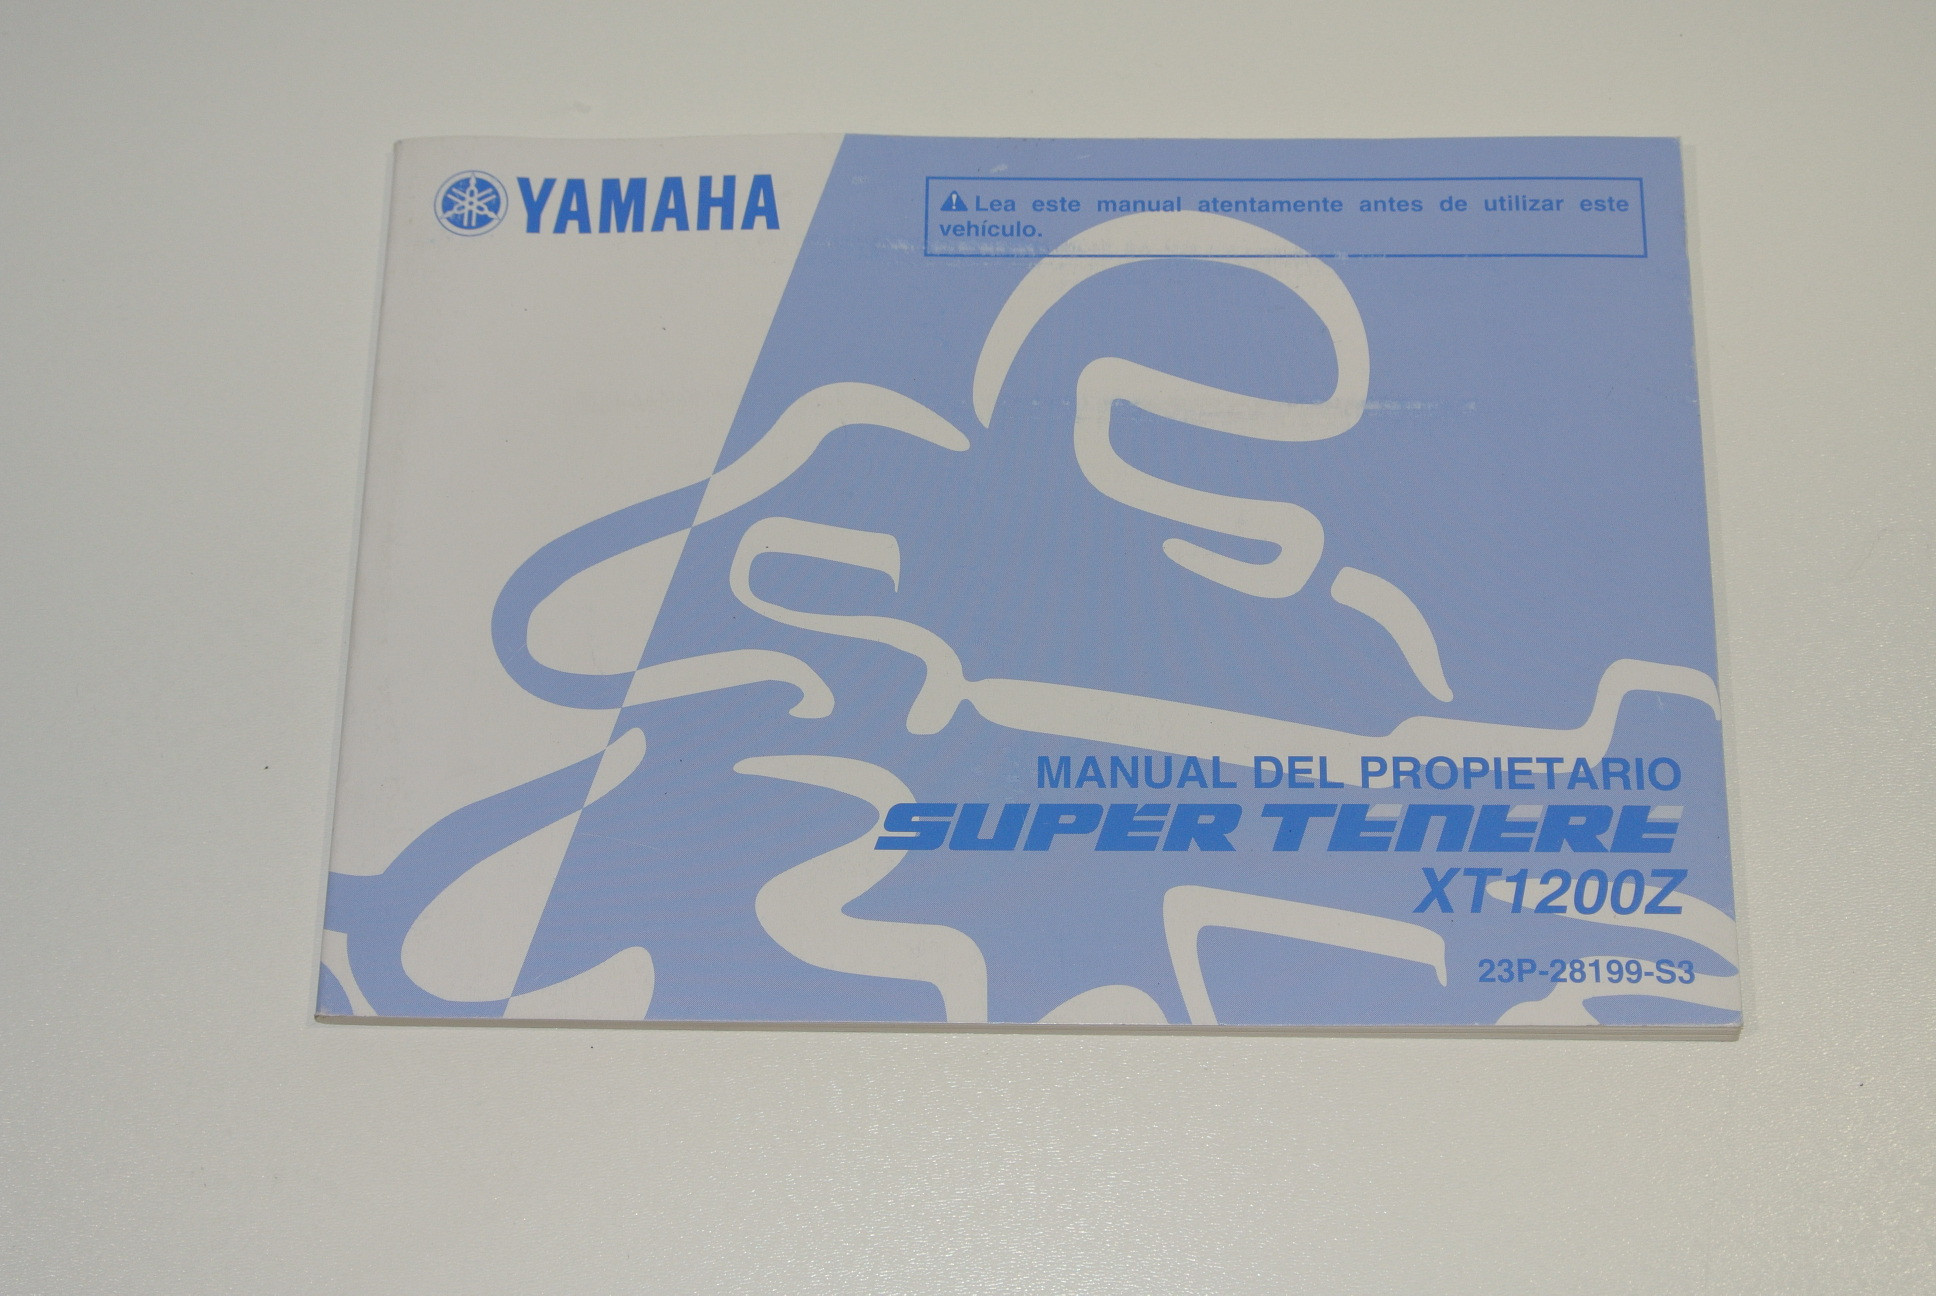 YAMAHA
Lea este manual atentamente antes de utilizar este
vehículo.
MANUAL DEL PROPIETARIO
SUPER TENERE
XT1200Z
23P-28199-S3